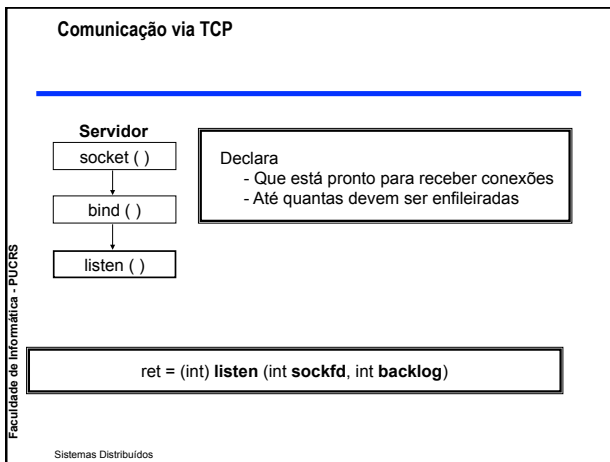 Comunicação via TCP
Servidor
socket ( )
bind ( )
listen ( )
Declara
- Que está pronto para receber conexões
- Até quantas devem ser enfileiradas
ret = (int) listen (int sockfd, int backlog)
Faculdade de Informática - PUCRS
Sistemas Distribuídos